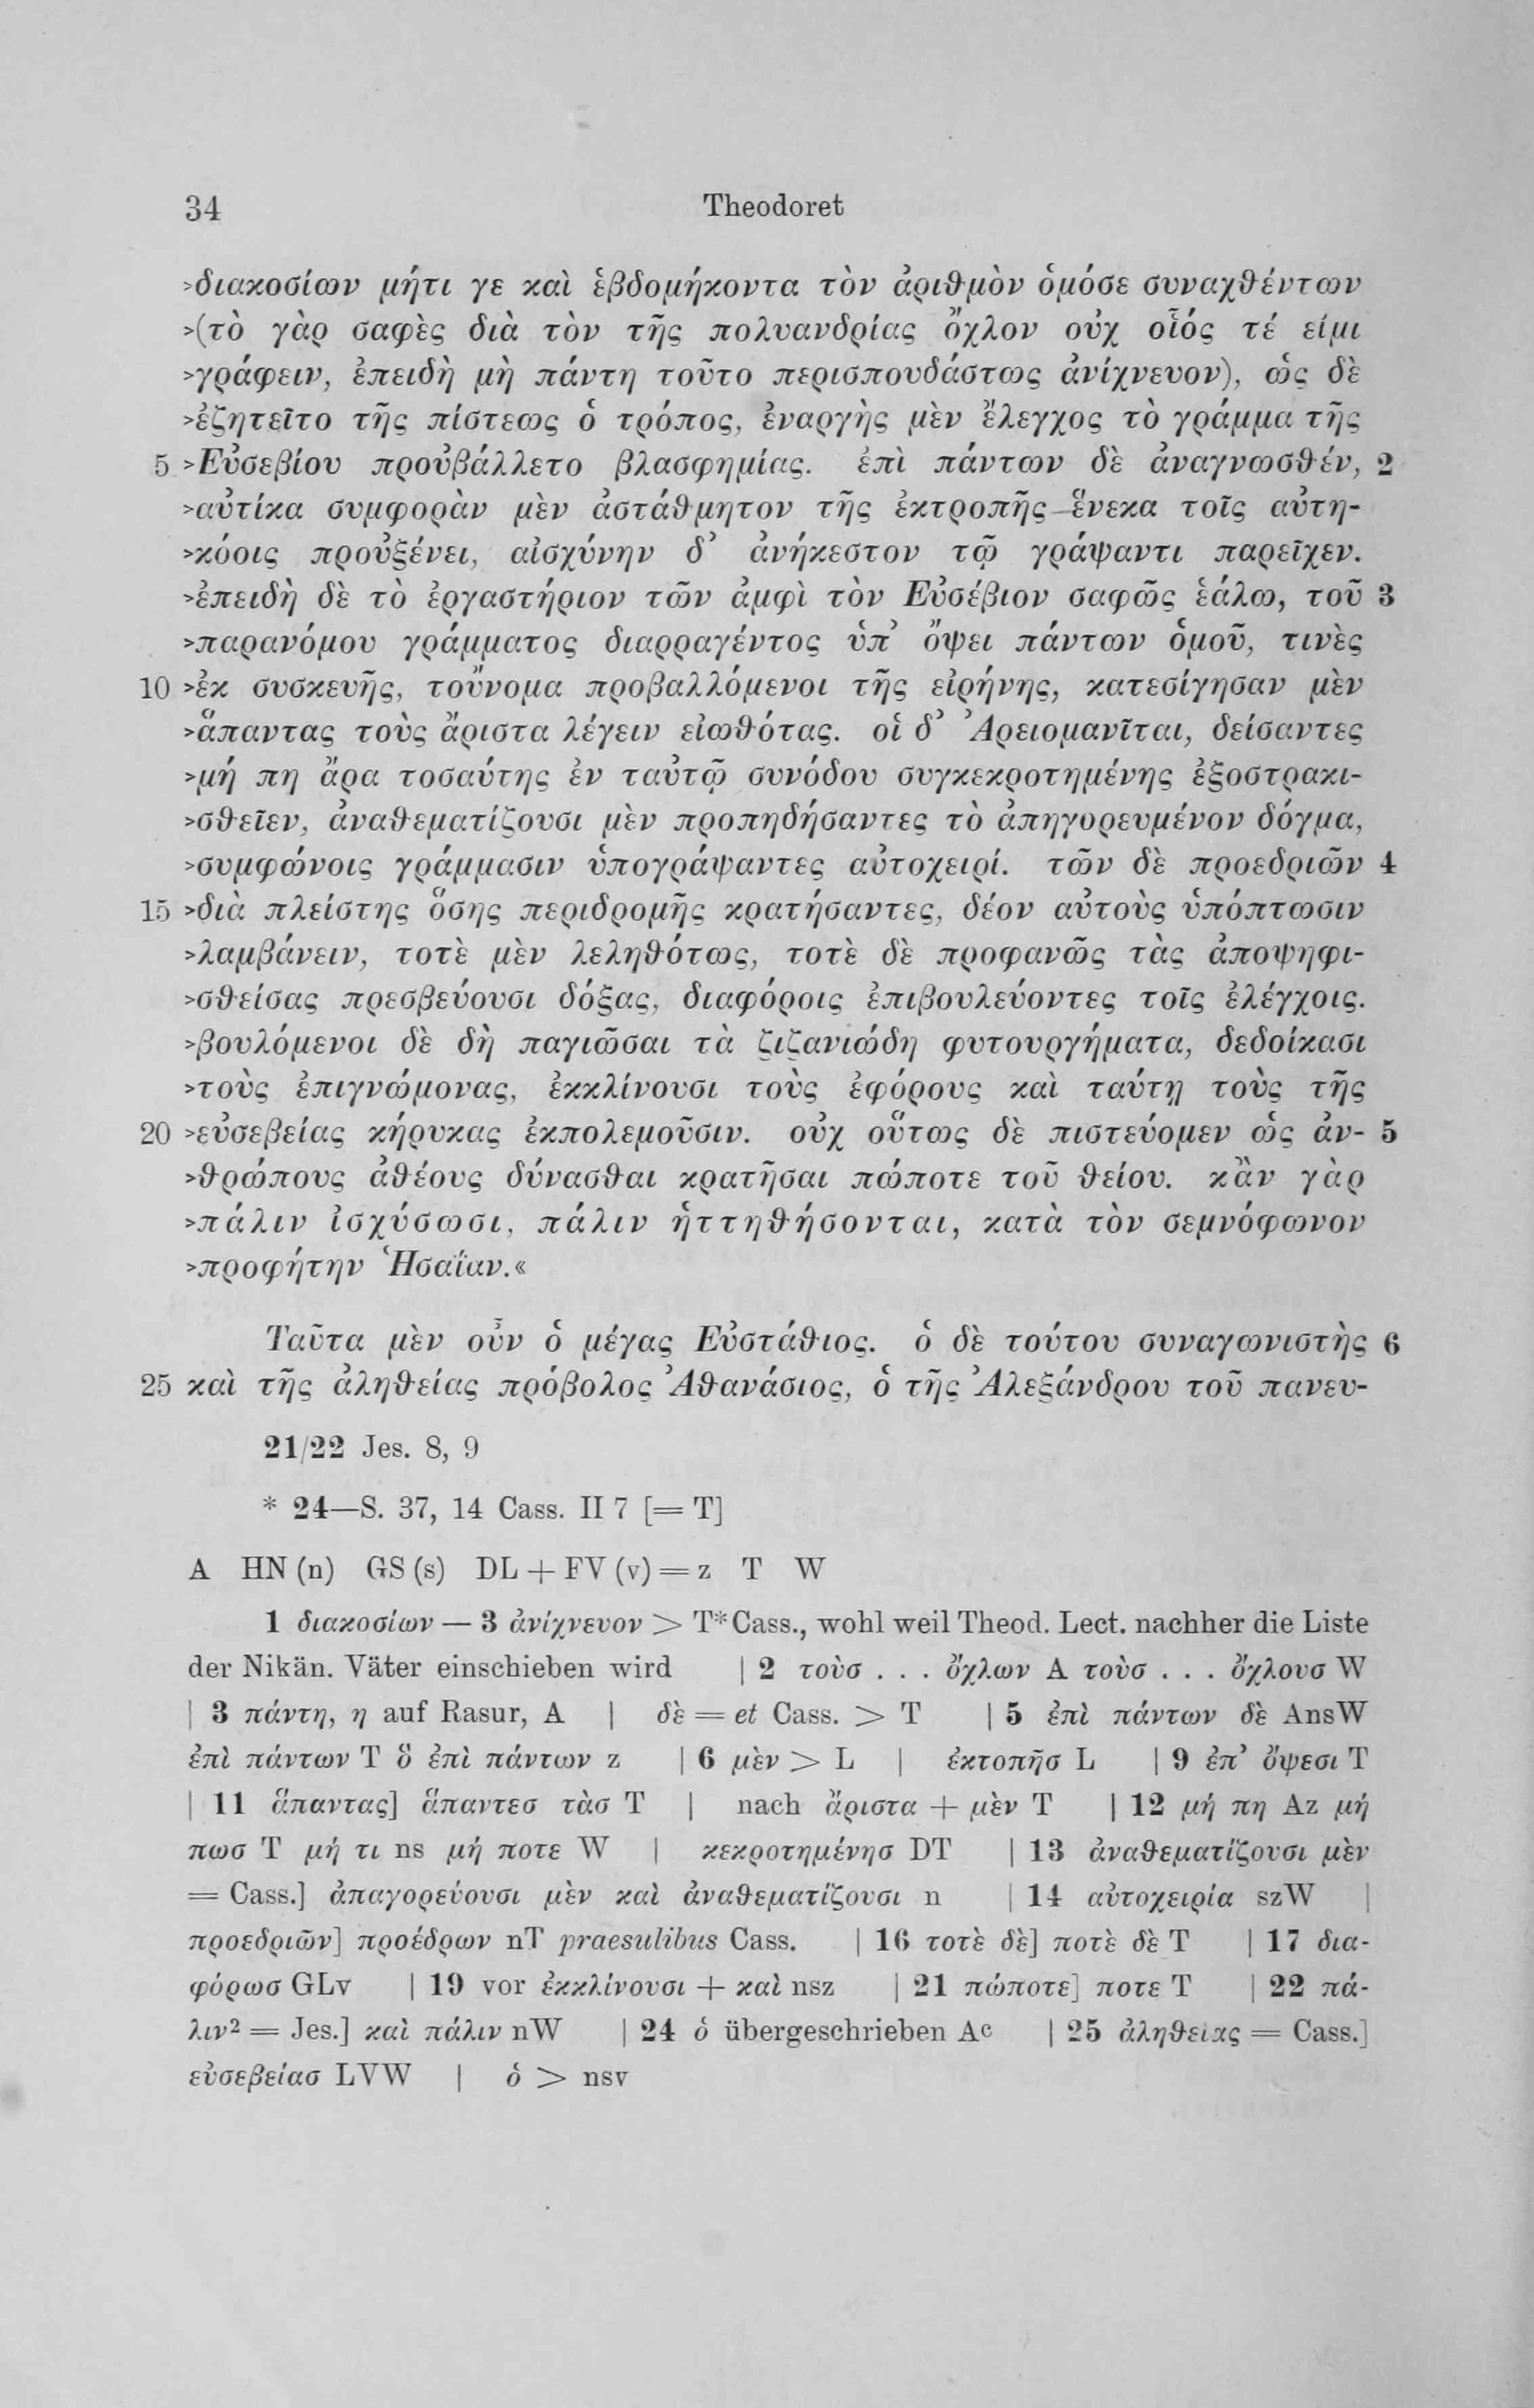 34 Theodoret
>διακοσίων μήτι γε καὶ ἑβδομήκοντα τὸν ἀριθμὸν ὁμόσε συναχθέντων
>(τὸ γὰρ σαφὲς διὰ τὸν τῆς πολυανδρίας ὄχλον οὐχ οἷός τέ εἰμι
>γράφειν, ἐπειδὴ μὴ πάντη τοῦτο περισπουδάστως ἀνίχνευον), ὡς δὲ
>ἐζητεῖτο τῆς πίστεως ὁ τρόπος, ἐναργὴς μὲν ἔλεγχος τὸ γράμμα τῆς
5 >Εὐσεβίου προὐβάλλετο βλασφημίας. ἐπὶ πάντων δὲ ἀναγνωσθέν, 2
>αὐτίκα συμφορὰν μὲν ἀστάθμητον τῆς ἐκτροπῆς ἕνεκα τοῖς αὐτη-
>κόοις προὐξένει, αἰσχύνην δ' ἀνήκεστον τῷ γράψαντι παρεῖχεν.
>ἐπειδὴ δὲ τὸ ἐργαστήριον τῶν ἀμφὶ τὸν Εὐσέβιον σαφῶς ἑάλω, τοῦ 3
>παρανόμου γράμματος διαρραγέντος ὑπ' ὄψει πάντων ὁμοῦ, τινὲς
10 >ἐκ συσκευῆς, τοὔνομα προβαλλόμενοι τῆς εἰρήνης, κατεσίγησαν μὲν
>ἅπαντας τοὺς ἄριστα λέγειν εἰωθότας. οἱ δ' Ἀρειομανῖται, δείσαντες
>μή πη ἄρα τοσαύτης ἐν ταὐτῷ συνόδου συγκεκροτημένης ἐξοστρακι-
>σθεῖεν, ἀναθεματίζουσι μὲν προπηδήσαντες τὸ ἀπηγορευμένον δόγμα,
>συμφώνοις γράμμασιν ὑπογράψαντες αὐτοχειρί. τῶν δὲ προεδριῶν 4
15 >διὰ πλείστης ὅσης περιδρομῆς κρατήσαντες, δέον αὐτοὺς ὑπόπτωσιν
>λαμβάνειν, τοτὲ μὲν λεληθότως, τοτὲ δὲ προφανῶς τὰς ἀποψηφι-
>σθείσας πρεσβεύουσι δόξας, διαφόροις ἐπιβουλεύοντες τοῖς ἐλέγχοις.
>βουλόμενοι δὲ δὴ παγιῶσαι τὰ ζιζανιώδη φυτουργήματα, δεδοίκασι
>τοὺς ἐπιγνώμονας, ἐκκλίνουσι τοὺς ἐφόρους καὶ ταύτῃ τοὺς τῆς
20 >εὐσεβείας κήρυκας ἐκπολεμοῦσιν. οὐχ οὕτως δὲ πιστεύομεν ὡς ἀν- 5
>θρώπους ἀθέους δύνασθαι κρατῆσαι πώποτε τοῦ θείου. κἂν γὰρ
>πάλιν ἰσχύσωσι, πάλιν ἡττηθήσονται, κατὰ τὸν σεμνόφωνον
>προφήτην Ἡσαΐαν.«
Ταῦτα μὲν οὖν ὁ μέγας Εὐστάθιος. ὁ δὲ τούτου συναγωνιστὴς 6
25 καὶ τῆς ἀληθείας πρόβολος Ἀθανάσιος, ὁ τῆς Ἀλεξάνδρου τοῦ πανευ-
21/22 Jes. 8, 9
* 24—S. 37, 14 Cass. II 7 [= T]
A HN (n) GS (s) DL + FV (v) = z T W
1 διακοσίων — 3 ἀνίχνευον > T* Cass., wohl weil Theod. Lect. nachher die Liste
der Nikän. Väter einschieben wird | 2 τοὺσ . . . ὄχλων A τοὺσ . . . ὄχλουσ W
| 3 πάντη, η auf Rasur, A | δὲ = et Cass. > T | 5 ἐπὶ πάντων δὲ AnsW
ἐπὶ πάντων T ὃ ἐπὶ πάντων z | 6 μὲν > L | ἐκτοπῆσ L | 9 ἐπ' ὄψεσι T
| 11 ἅπαντας] ἅπαντεσ τὰσ T | nach ἄριστα + μὲν T | 12 μή πη Az μή
πωσ T μή τι ns μή ποτε W | κεκροτημένησ DT | 13 ἀναθεματίζουσι μὲν
= Cass.] ἀπαγορεύουσι μὲν καὶ ἀναθεματίζουσι n | 14 αὐτοχειρία szW |
προεδριῶν] προέδρων nT praesulibus Cass. | 16 τοτὲ δὲ] ποτὲ δὲ T | 17 δια-
φόρωσ GLv | 19 vor ἐκκλίνουσι + καὶ nsz | 21 πώποτε] ποτε T | 22 πά-
λιν² = Jes.] καὶ πάλιν nW | 24 ὁ übergeschrieben Aᶜ | 25 ἀληθείας = Cass.]
εὐσεβείασ LVW | ὁ > nsv